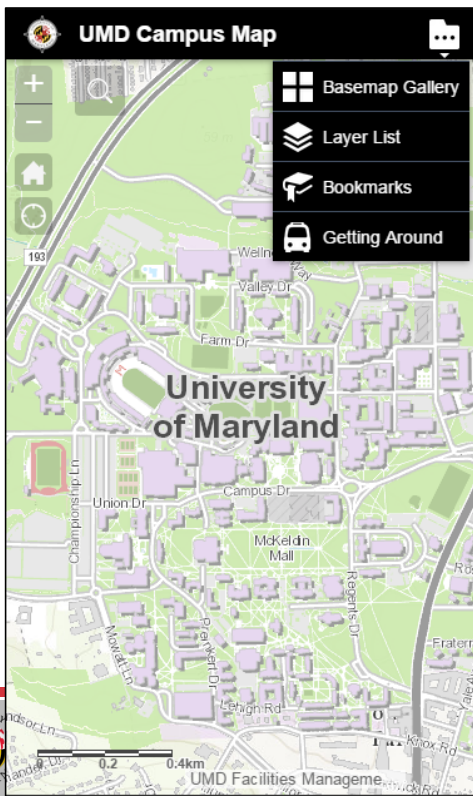 UMD Campus Map
Basemap Gallery
Layer List
Bookmarks
Getting Around
193
Valley Dr
Farm Dr
University
of Maryland
M
Campus Dr
Union Dr
Championship Ln
McKeldin
Mall
Regents Dr
Preinkert Dr
Mowatt Ln
Lehigh Rd
Knox Rd
Yale
0
0.2
0.4km
UMD Facilities Manageme...